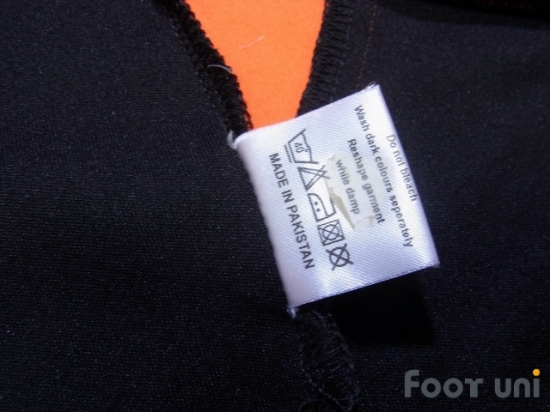 Do not bleach
Wash dark colours seperately
Reshape garment
while damp
40
MADE IN PAKISTAN
FOOT uni